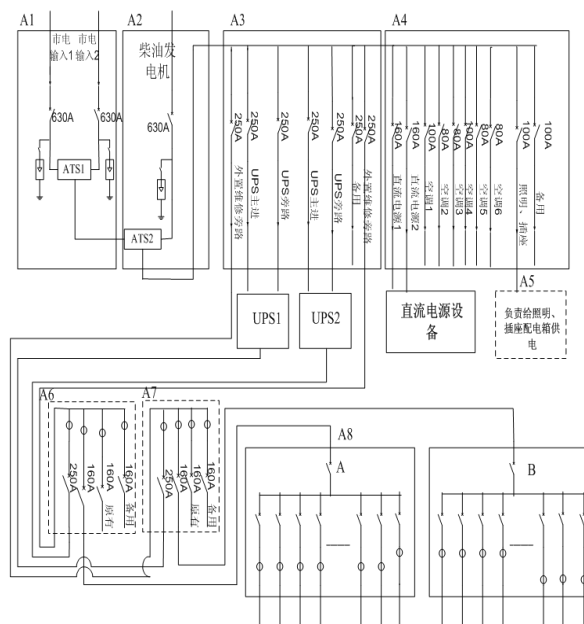 A1
A2
A3
A4
市电
输入1
市电
输入2
柴油发
电机
630A
630A
630A
ATS1
ATS2
250A
250A
250A
250A
250A
250A
250A
外置维修旁路
UPS主进
UPS旁路
UPS主进
UPS旁路
备用
外置维修旁路
160A
160A
100A
80A
80A
100A
80A
80A
100A
100A
直流电源1
直流电源2
空调1
空调2
空调3
空调4
空调5
空调6
照明、插座
备用
UPS1
UPS2
直流电源设
备
A5
负责给照明、
插座配电箱供
电
A6
250A
160A
160A
160A
原有
备用
A7
250A
160A
160A
160A
原有
备用
A8
A
B